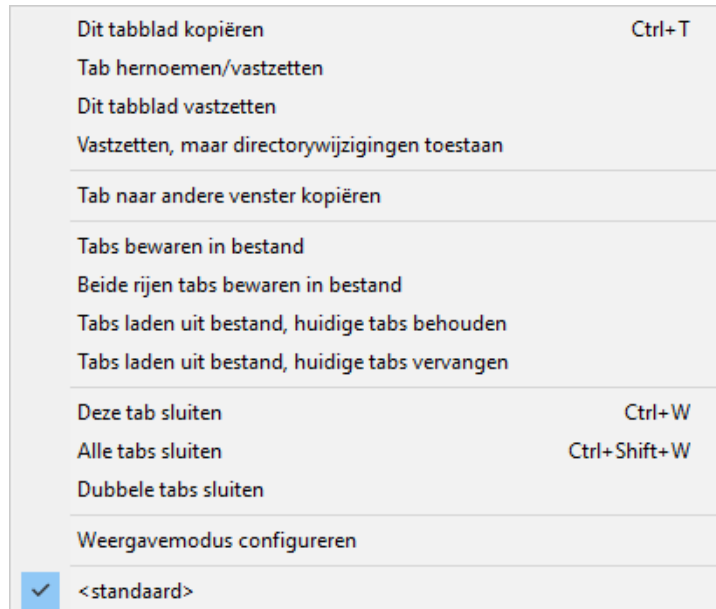 Dit tabblad kopiëren Ctrl+T
Tab hernoemen/vastzetten
Dit tabblad vastzetten
Vastzetten, maar directorywijzigingen toestaan
Tab naar andere venster kopiëren
Tabs bewaren in bestand
Beide rijen tabs bewaren in bestand
Tabs laden uit bestand, huidige tabs behouden
Tabs laden uit bestand, huidige tabs vervangen
Deze tab sluiten Ctrl+W
Alle tabs sluiten Ctrl+Shift+W
Dubbele tabs sluiten
Weergavemodus configureren
<standaard>